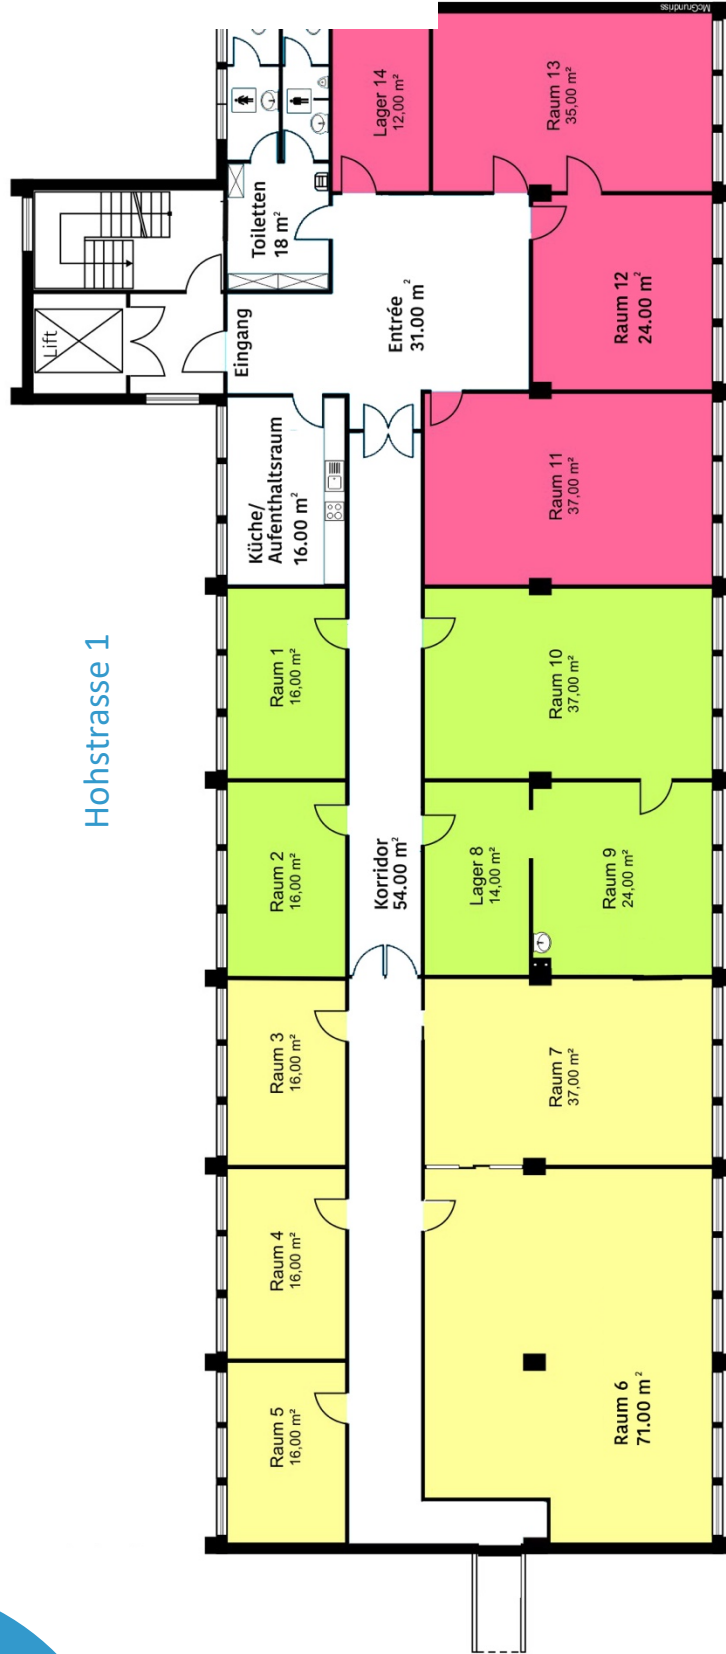 McGrundriss
Lager 14
12,00 m²
Raum 13
35,00 m²
Toiletten
18 m²
Lift
Eingang
Entrée
31.00 m²
Raum 12
24.00 m²
Küche/
Aufenthaltsraum
16.00 m²
Raum 11
37,00 m²
Hohstrasse 1
Raum 1
16,00 m²
Raum 10
37,00 m²
Raum 2
16,00 m²
Korridor
54.00 m²
Lager 8
14,00 m²
Raum 9
24,00 m²
Raum 3
16,00 m²
Raum 7
37,00 m²
Raum 4
16,00 m²
Raum 5
16,00 m²
Raum 6
71.00 m²